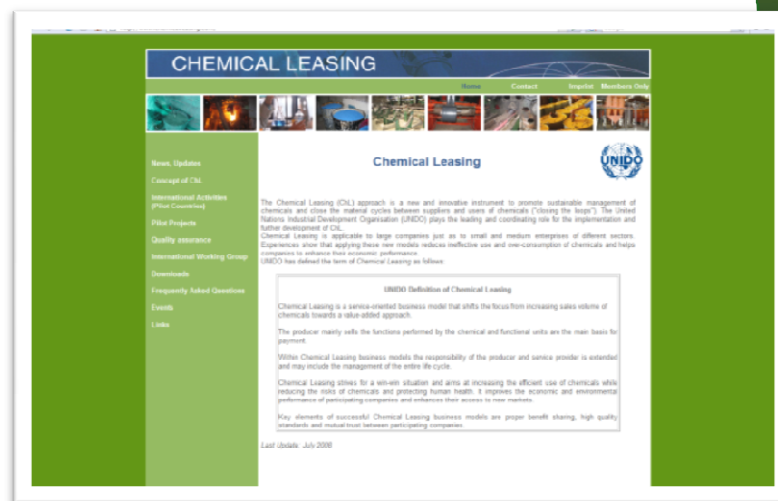 CHEMICAL LEASING
Home Contact Imprint Members Only
News, Updates
Concept of ChL
International Activities
(Pilot Countries)
Pilot Projects
Quality assurance
International Working Group
Downloads
Frequently Asked Questions
Events
Links
Chemical Leasing
UNIDO
The Chemical Leasing (ChL) approach is a new and innovative instrument to promote sustainable management of
chemicals and close the material cycles between suppliers and users of chemicals ("closing the loops"). The United
Nations Industrial Development Organisation (UNIDO) plays the leading and coordinating role for the implementation and
further development of ChL.
Chemical Leasing is applicable to large companies just as to small and medium enterprises of different sectors.
Experiences show that applying these new models reduces ineffective use and over-consumption of chemicals and helps
companies to enhance their economic performance.
UNIDO has defined the term of Chemical Leasing as follows:
UNIDO Definition of Chemical Leasing
Chemical Leasing is a service-oriented business model that shifts the focus from increasing sales volume of
chemicals towards a value-added approach.
The producer mainly sells the functions performed by the chemical and functional units are the main basis for
payment.
Within Chemical Leasing business models the responsibility of the producer and service provider is extended
and may include the management of the entire life cycle.
Chemical Leasing strives for a win-win situation and aims at increasing the efficient use of chemicals while
reducing the risks of chemicals and protecting human health. It improves the economic and environmental
performance of participating companies and enhances their access to new markets.
Key elements of successful Chemical Leasing business models are proper benefit sharing, high quality
standards and mutual trust between participating companies.
Last Update: July 2008